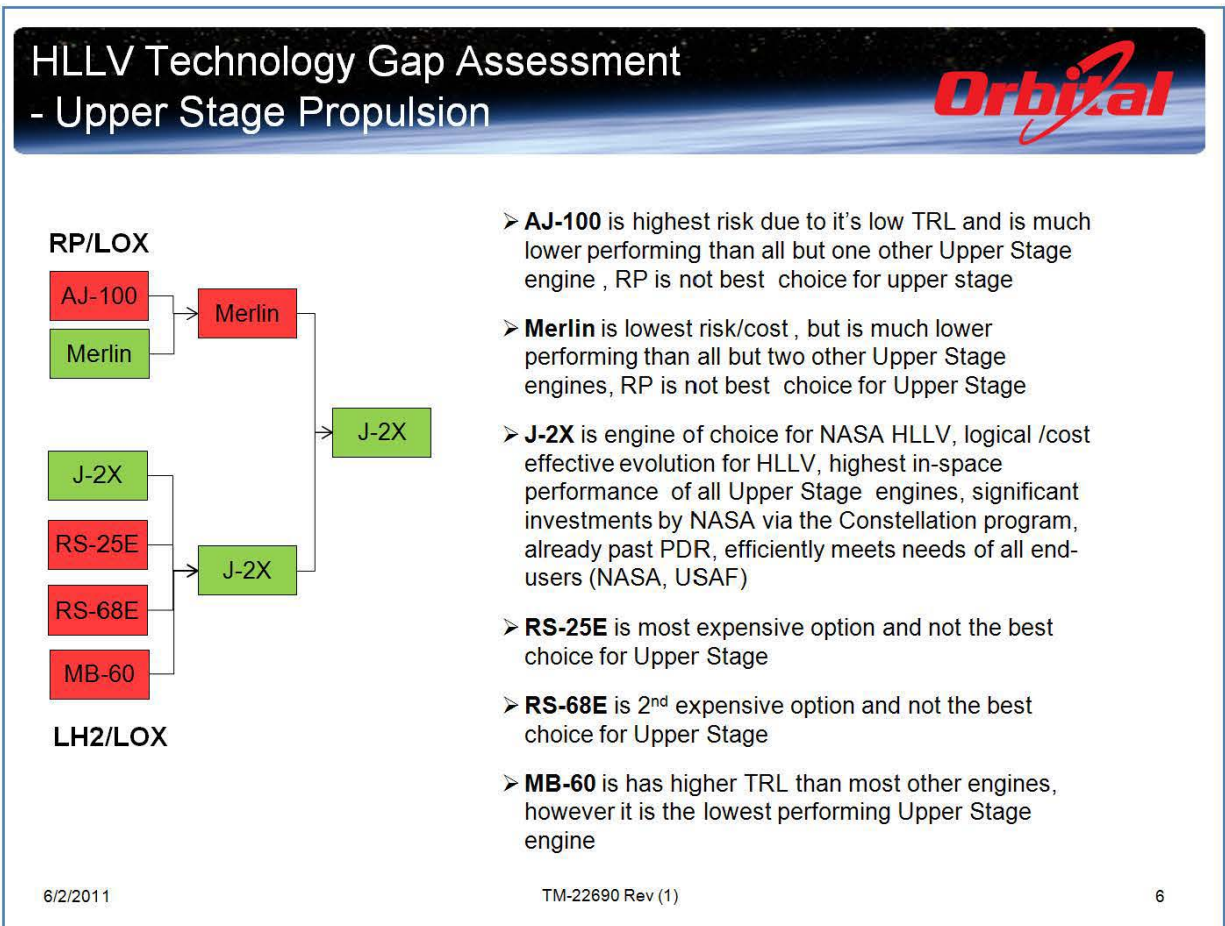 HLLV Technology Gap Assessment
- Upper Stage Propulsion
Orbital
RP/LOX
AJ-100
Merlin
Merlin
J-2X
J-2X
RS-25E
RS-68E
MB-60
J-2X
LH2/LOX
➢ AJ-100 is highest risk due to it's low TRL and is much
lower performing than all but one other Upper Stage
engine , RP is not best choice for upper stage
➢ Merlin is lowest risk/cost , but is much lower
performing than all but two other Upper Stage
engines, RP is not best choice for Upper Stage
➢ J-2X is engine of choice for NASA HLLV, logical /cost
effective evolution for HLLV, highest in-space
performance of all Upper Stage engines, significant
investments by NASA via the Constellation program,
already past PDR, efficiently meets needs of all end-
users (NASA, USAF)
➢ RS-25E is most expensive option and not the best
choice for Upper Stage
➢ RS-68E is 2nd expensive option and not the best
choice for Upper Stage
➢ MB-60 is has higher TRL than most other engines,
however it is the lowest performing Upper Stage
engine
6/2/2011
TM-22690 Rev (1)
6